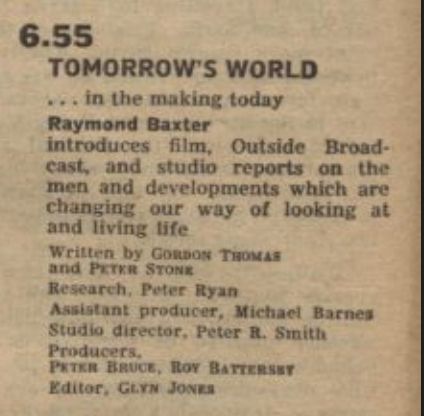 6.55
TOMORROW'S WORLD
... in the making today
Raymond Baxter
introduces film, Outside Broad-
cast, and studio reports on the
men and developments which are
changing our way of looking at
and living life
Written by GORDON THOMAS
and PETER STONE
Research, Peter Ryan
Assistant producer, Michael Barnes
Studio director, Peter R. Smith
Producers,
PETER BRUCE, ROY BATTERSBY
Editor, GLYN JONES